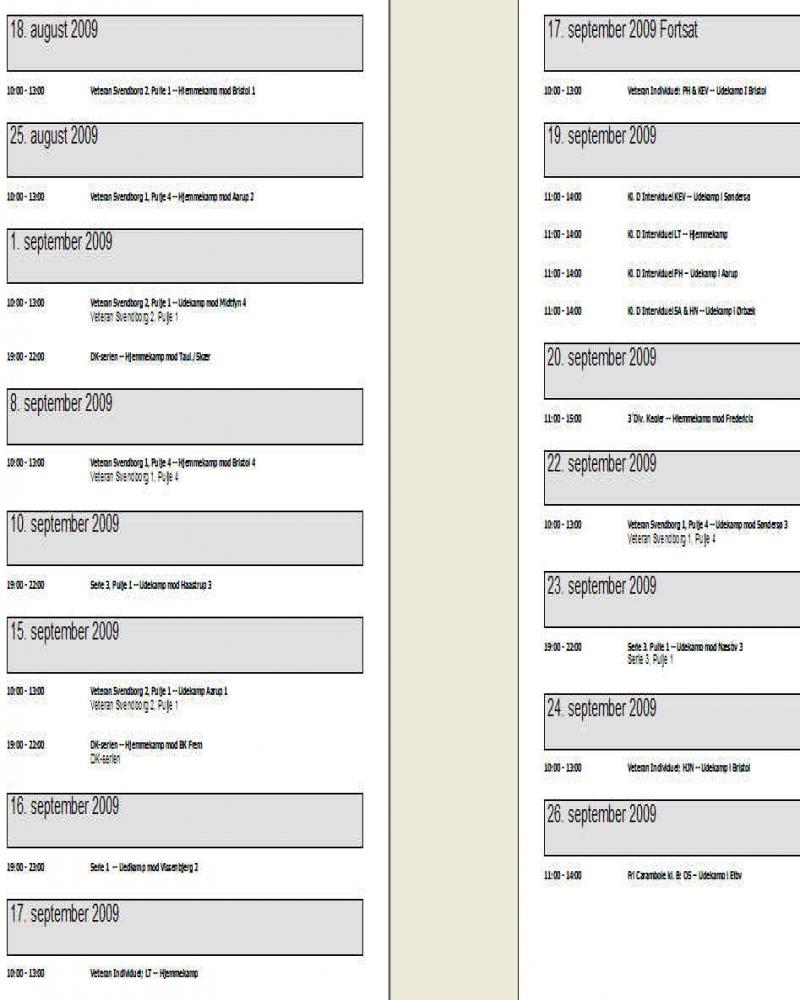 18. august 2009
10:00 - 13:00 Veteran Svendborg 2, Pulje 1 -- Hjemmekamp mod Bristol 1
25. august 2009
10:00 - 13:00 Veteran Svendborg 1, Pulje 4 -- Hjemmekamp mod Aarup 2
1. september 2009
10:00 - 13:00 Veteran Svendborg 2, Pulje 1 -- Udekamp mod Midtfyn 4
Veteran Svendborg 2, Pulje 1
19:00 - 22:00 DK-serien -- Hjemmekamp mod Taul./Skær
8. september 2009
10:00 - 13:00 Veteran Svendborg 1, Pulje 4 -- Hjemmekamp mod Bristol 4
Veteran Svendborg 1, Pulje 4
10. september 2009
19:00 - 22:00 Serie 3, Pulje 1 -- Udekamp mod Haastrup 3
15. september 2009
10:00 - 13:00 Veteran Svendborg 2, Pulje 1 -- Udekamp Aarup 1
Veteran Svendborg 2, Pulje 1
19:00 - 22:00 DK-serien -- Hjemmekamp mod BK Frem
DK-serien
16. september 2009
19:00 - 23:00 Serie 1 -- Uedkamp mod Vissenbjerg 2
17. september 2009
10:00 - 13:00 Veteran Individuel; LT -- Hjemmekamp
17. september 2009 Fortsat
10:00 - 13:00 Veteran Individuel; PH & KEV -- Udekamp I Bristol
19. september 2009
11:00 - 14:00 Kl. D Interviduel KEV -- Udekamp i Søndersø
11:00 - 14:00 Kl. D Interviduel LT -- Hjemmekamp
11:00 - 14:00 Kl. D Interviduel PH -- Udekamp i Aarup
11:00 - 14:00 Kl. D Interviduel SA & HN -- Udekamp i Ørbæk
20. september 2009
11:00 - 15:00 3´Div. Kegler -- Hjemmekamp mod Fredericia
22. september 2009
10:00 - 13:00 Veteran Svendborg 1, Pulje 4 -- Udekamp mod Søndersø 3
Veteran Svendborg 1, Pulje 4
23. september 2009
19:00 - 22:00 Serie 3, Pulje 1 -- Udekamp mod Næsby 3
Serie 3, Pulje 1
24. september 2009
10:00 - 13:00 Veteran Individuel; HJN -- Udekamp i Bristol
26. september 2009
11:00 - 14:00 Fri Carambole kl. B: OS -- Udekamp i Elby